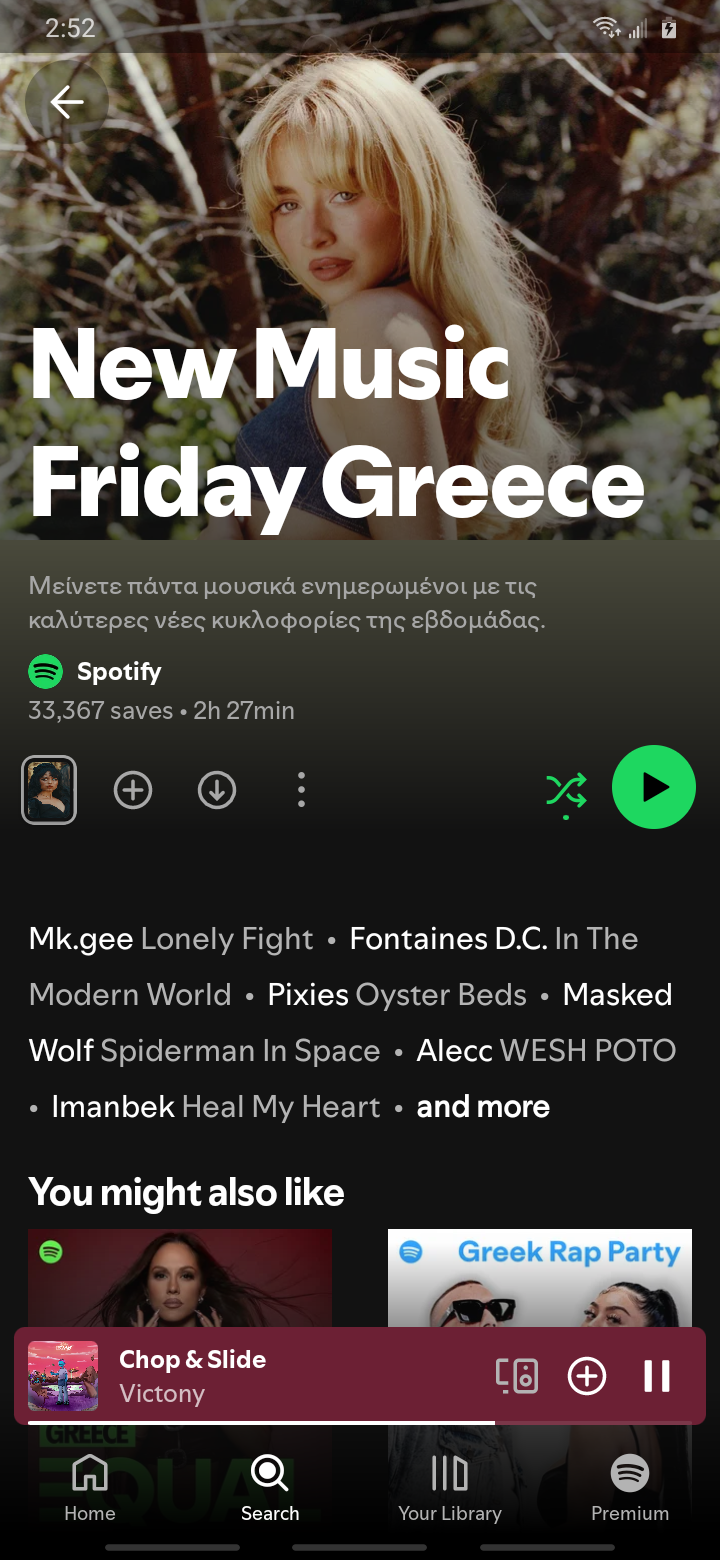 2:52
New Music
Friday Greece
Μείνετε πάντα μουσικά ενημερωμένοι με τις
καλύτερες νέες κυκλοφορίες της εβδομάδας.
Spotify
33,367 saves • 2h 27min
Mk.gee Lonely Fight • Fontaines D.C. In The
Modern World • Pixies Oyster Beds • Masked
Wolf Spiderman In Space • Alecc WESH POTO
• Imanbek Heal My Heart • and more
You might also like
Greek Rap Party
Chop & Slide
Victony
GREECE
EQUAL
Home
Search
Your Library
Premium